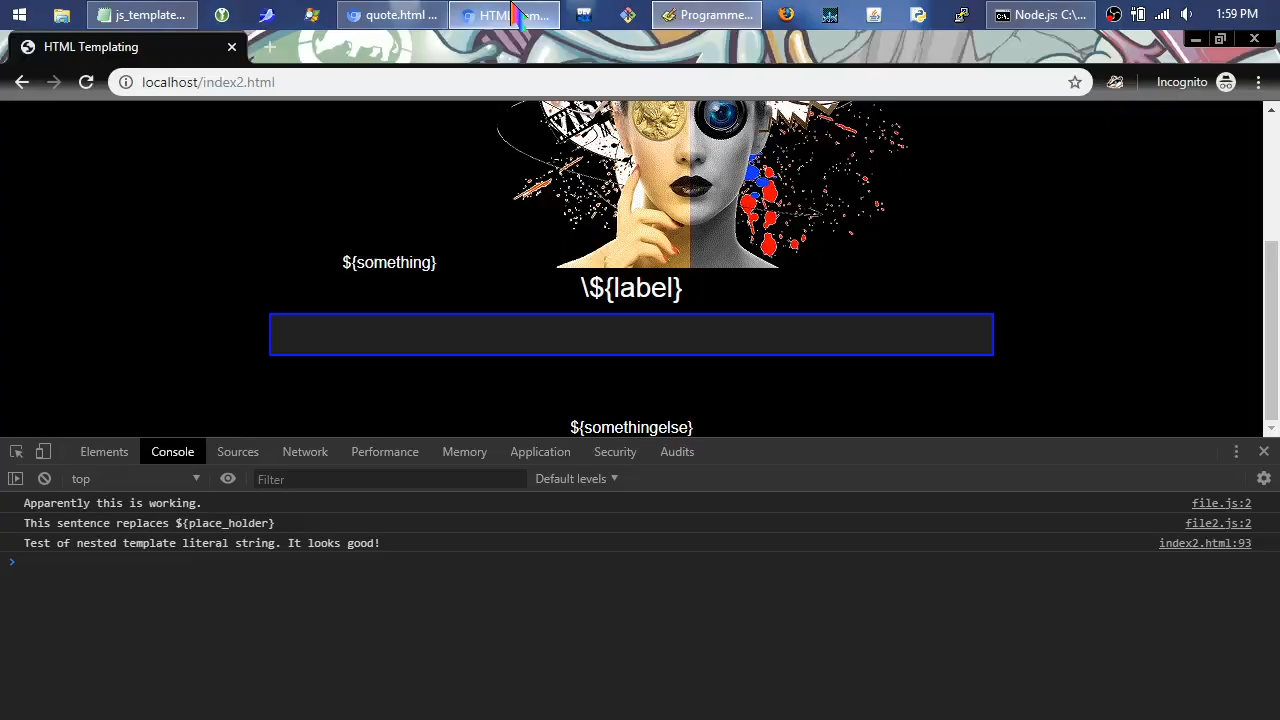 js_template...
quote.html ...
Programme...
Node.js: C:\...
1:59 PM
HTML Templating
localhost/index2.html
Incognito
${something}
\${label}
${somethingelse}
Elements Console Sources Network Performance Memory Application Security Audits
top Filter Default levels
Apparently this is working. file.js:2
This sentence replaces ${place_holder} file2.js:2
Test of nested template literal string. It looks good! index2.html:93